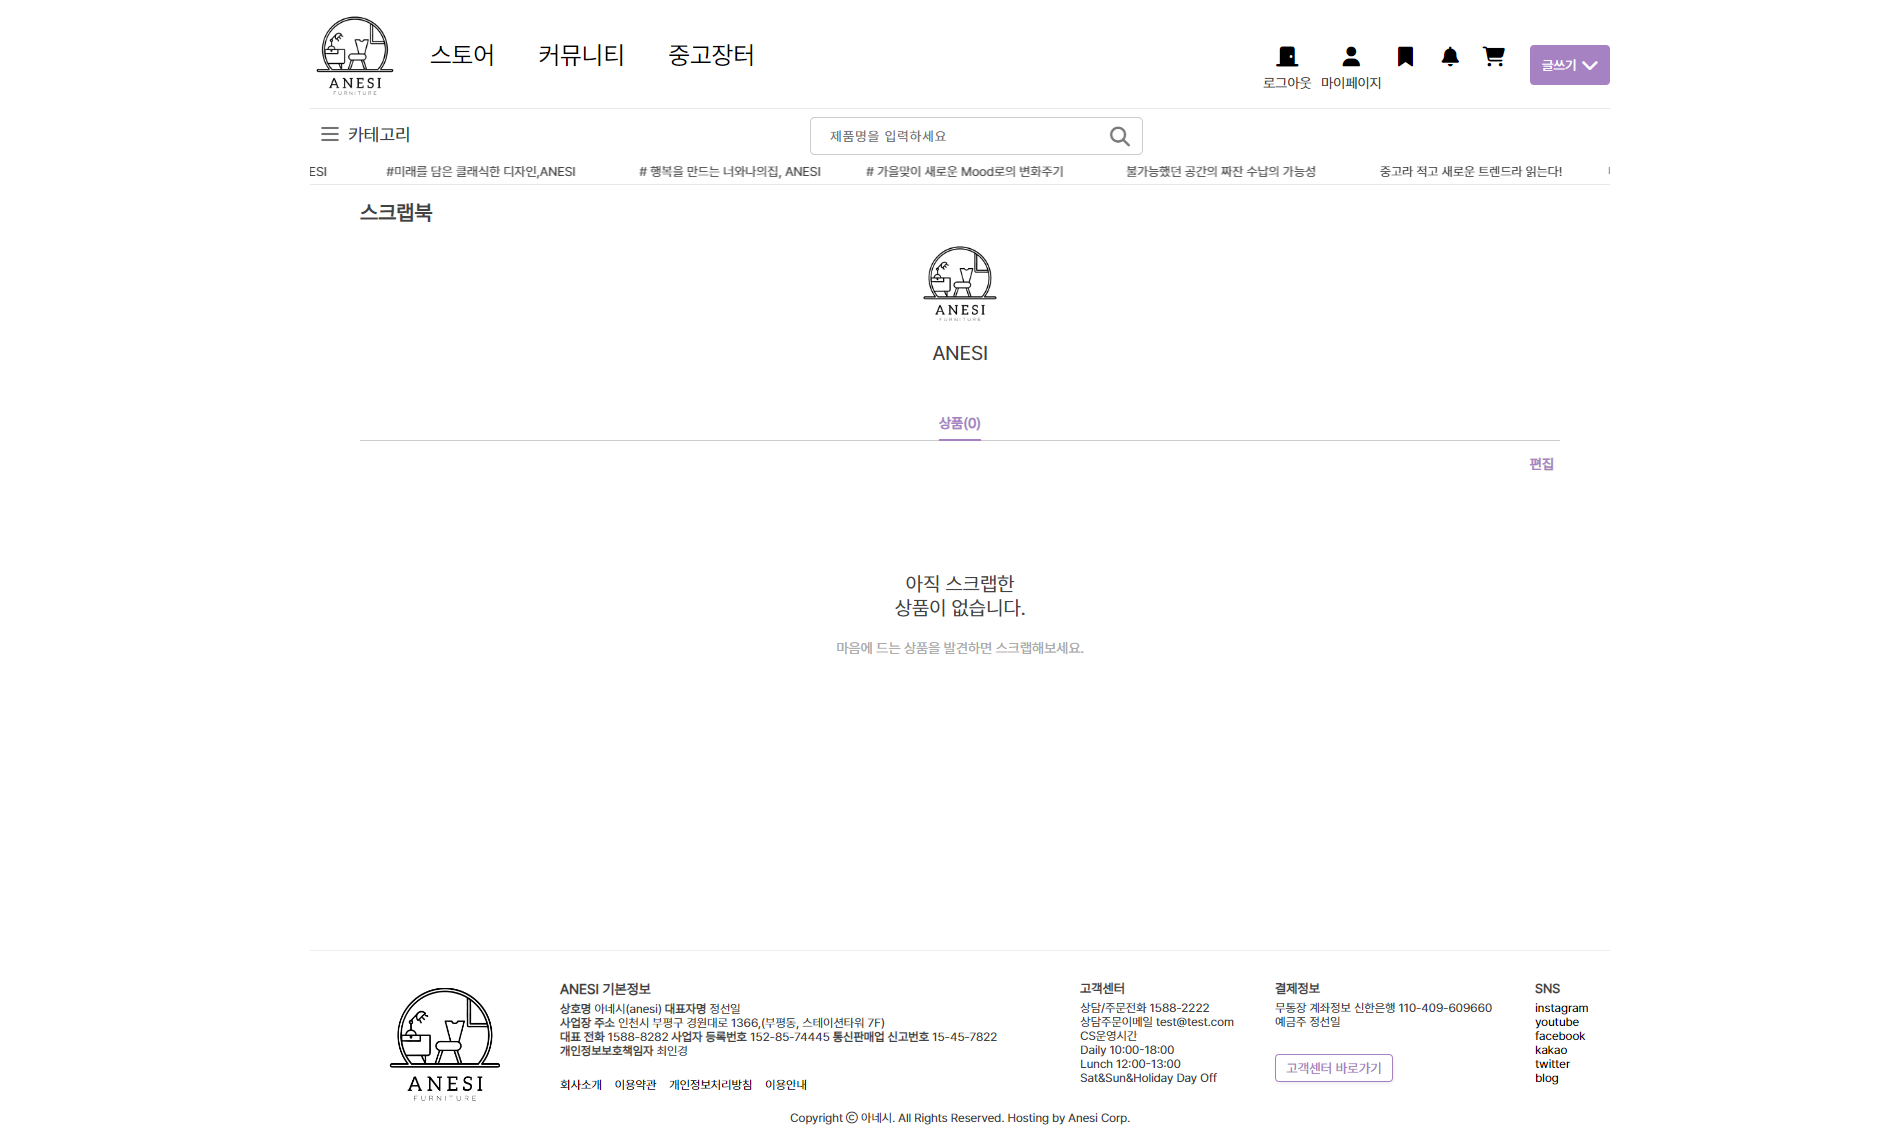 ANESI
FURNITURE
스토어
커뮤니티
중고장터
로그아웃
마이페이지
글쓰기
카테고리
제품명을 입력하세요
ESI
#미래를 담은 클래식한 디자인,ANESI
# 행복을 만드는 너와나의집, ANESI
# 가을맞이 새로운 Mood로의 변화주기
불가능했던 공간의 짜잔 수납의 가능성
중고라 적고 새로운 트렌드라 읽는다!
스크랩북
ANESI
FURNITURE
ANESI
상품(0)
편집
아직 스크랩한
상품이 없습니다.
마음에 드는 상품을 발견하면 스크랩해보세요.
ANESI
FURNITURE
ANESI 기본정보
상호명 아네시(anesi) 대표자명 정선일
사업장 주소 인천시 부평구 경원대로 1366,(부평동, 스테이션타워 7F)
대표 전화 1588-8282 사업자 등록번호 152-85-74445 통신판매업 신고번호 15-45-7822
개인정보보호책임자 최인경
회사소개 이용약관 개인정보처리방침 이용안내
고객센터
상담/주문전화 1588-2222
상담주문이메일 test@test.com
CS운영시간
Daily 10:00-18:00
Lunch 12:00-13:00
Sat&Sun&Holiday Day Off
결제정보
무통장 계좌정보 신한은행 110-409-609660
예금주 정선일
고객센터 바로가기
SNS
instagram
youtube
facebook
kakao
twitter
blog
Copyright ⓒ 아네시. All Rights Reserved. Hosting by Anesi Corp.